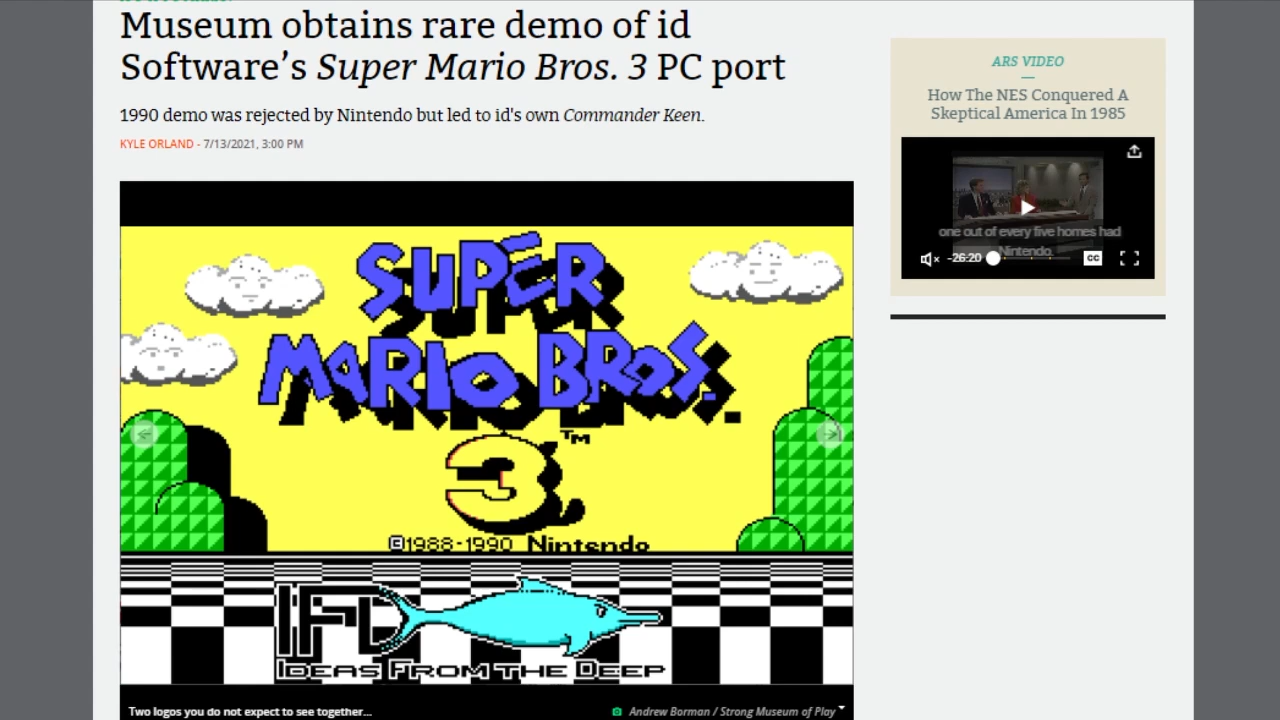 Museum obtains rare demo of id
Software’s Super Mario Bros. 3 PC port
1990 demo was rejected by Nintendo but led to id's own Commander Keen.
KYLE ORLAND - 7/13/2021, 3:00 PM
SUPER
MARIO BROS.
3™
©1988-1990 Nintendo
IFD
IDEAS FROM THE DEEP
Two logos you do not expect to see together...
Andrew Borman / Strong Museum of Play
ARS VIDEO
How The NES Conquered A
Skeptical America In 1985
one out of every five homes had
Nintendo.
-26:20
CC